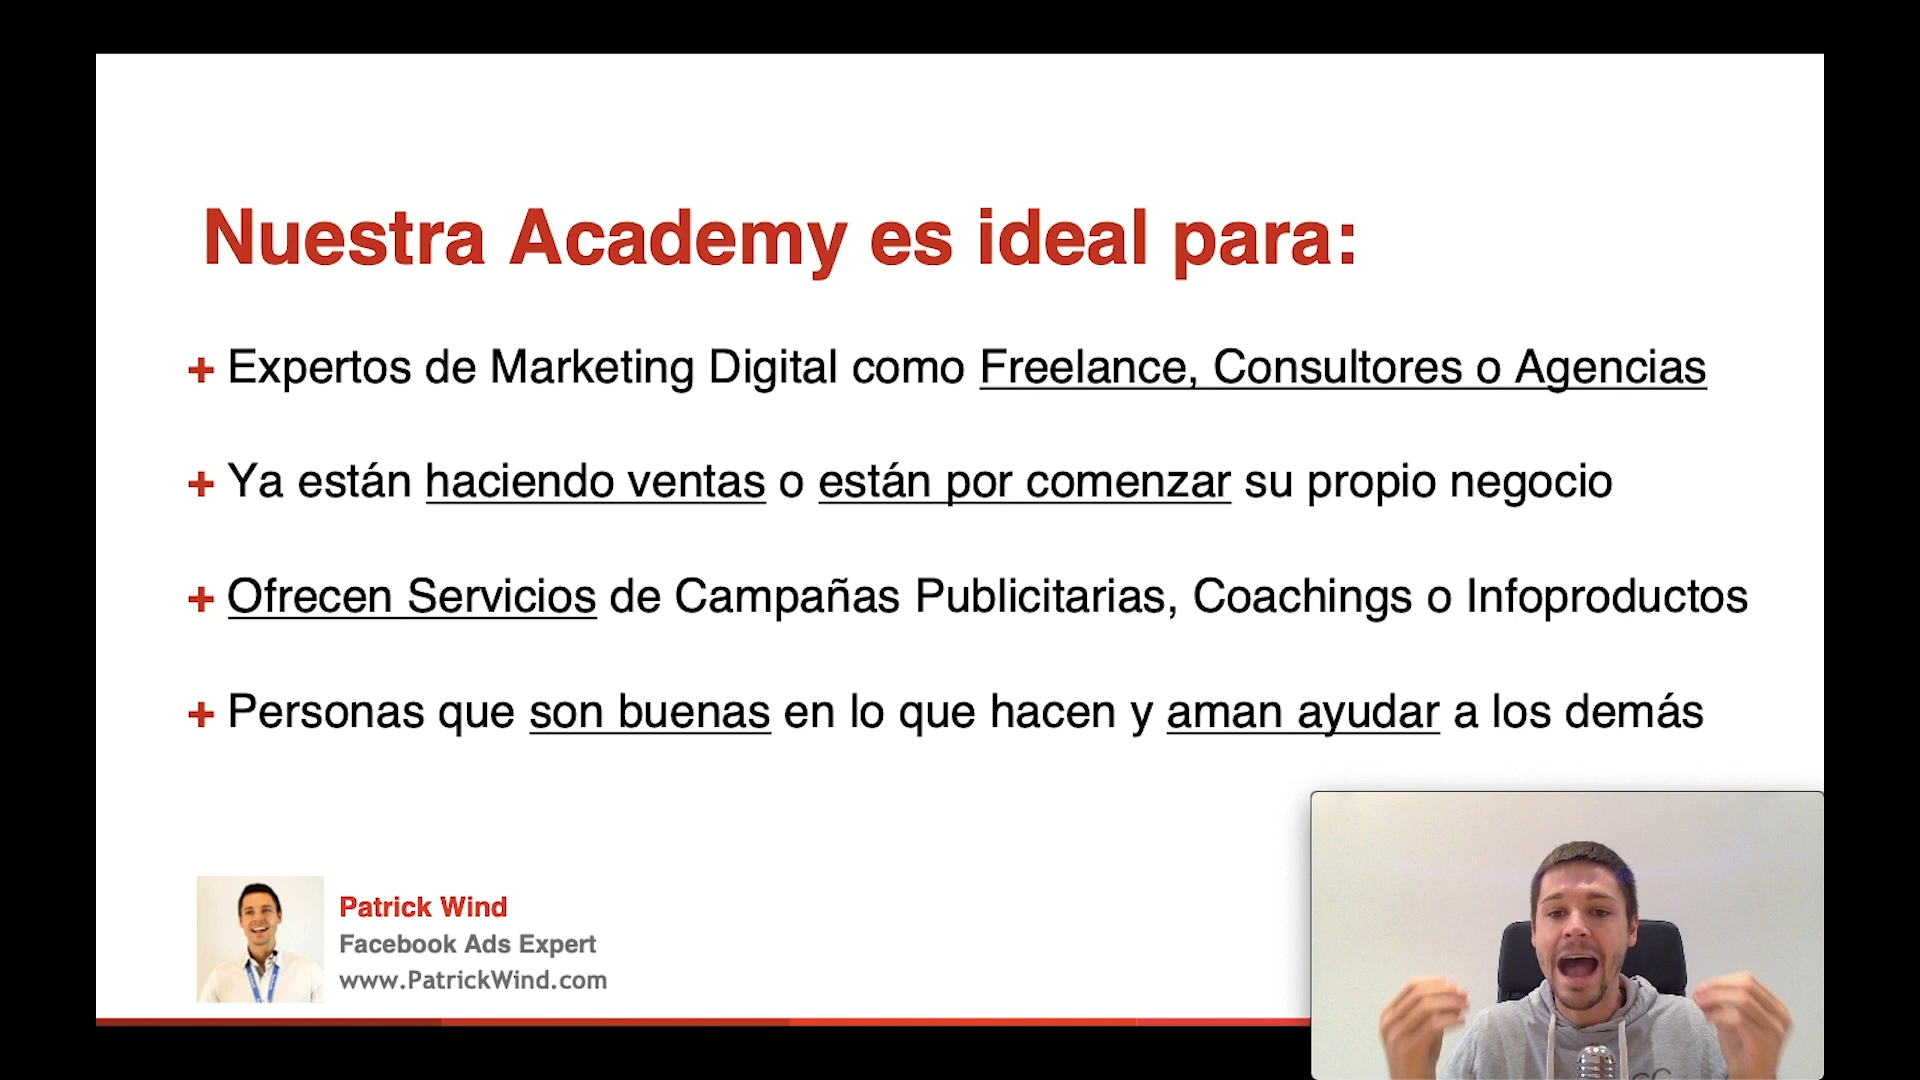 Nuestra Academy es ideal para:
+ Expertos de Marketing Digital como Freelance, Consultores o Agencias
+ Ya están haciendo ventas o están por comenzar su propio negocio
+ Ofrecen Servicios de Campañas Publicitarias, Coachings o Infoproductos
+ Personas que son buenas en lo que hacen y aman ayudar a los demás
Patrick Wind
Facebook Ads Expert
www.PatrickWind.com